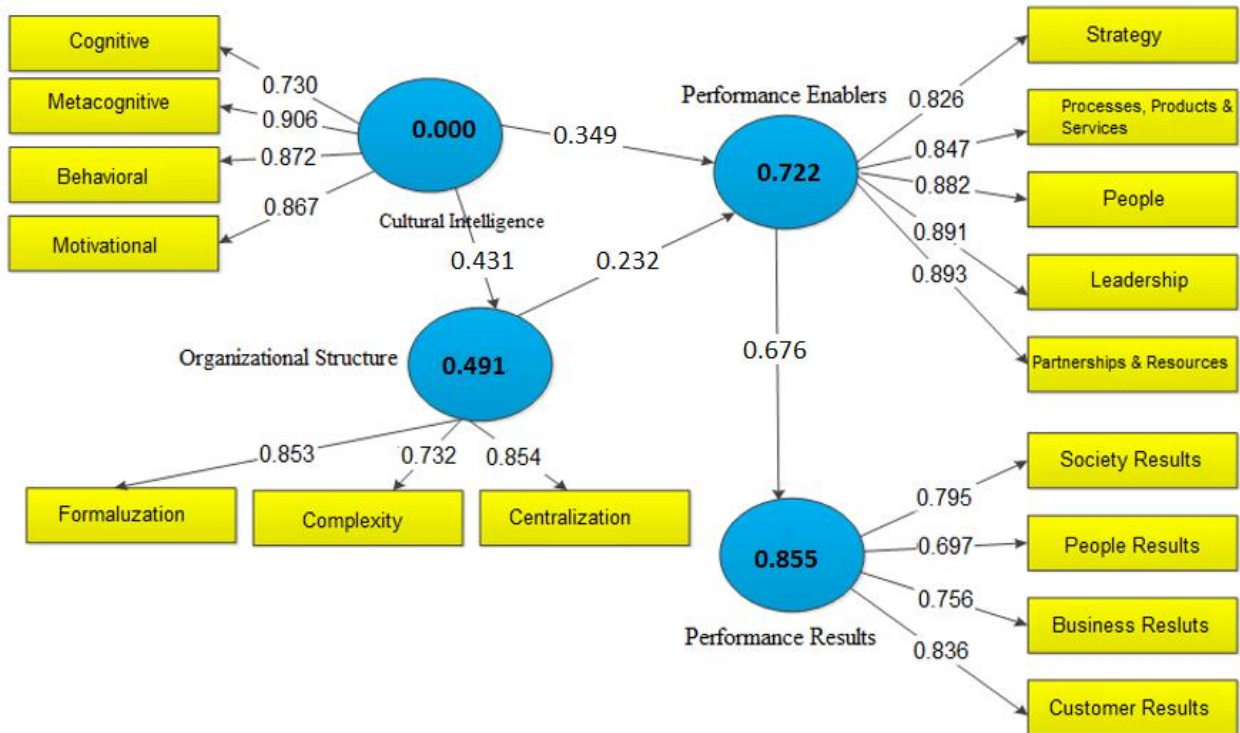 Cognitive
0.730
Metacognitive
0.906
Behavioral
0.872
Motivational
0.867
0.000
Cultural Intelligence
0.349
0.431
0.232
Performance Enablers
0.722
0.826
Strategy
0.847
Processes, Products &
Services
0.882
People
0.891
Leadership
0.893
Partnerships & Resources
Organizational Structure
0.491
0.853
0.732
0.854
Formaluzation
Complexity
Centralization
0.676
0.855
Performance Results
0.795
Society Results
0.697
People Results
0.756
Business Resluts
0.836
Customer Results